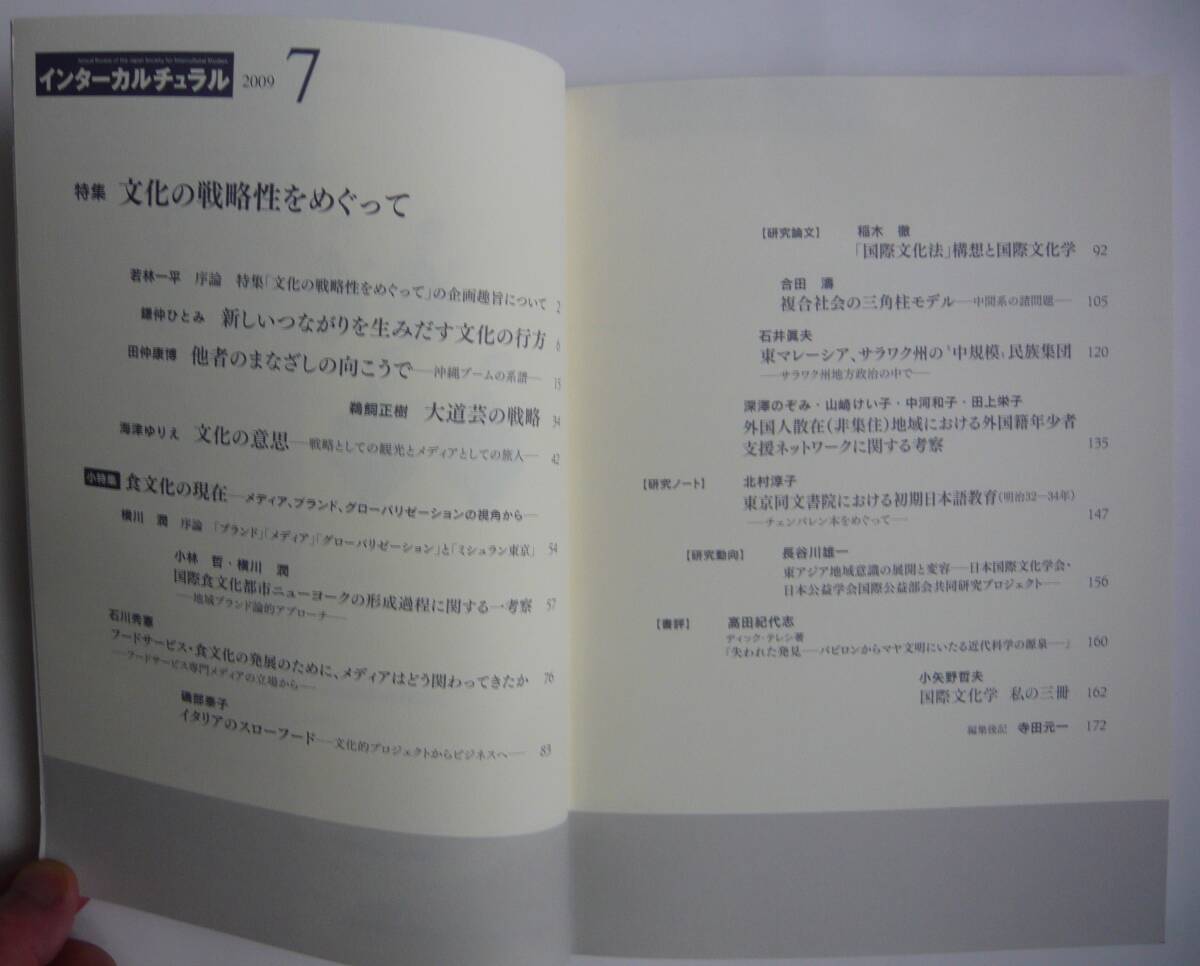 Annual Review of the Japan Society for Intercultural Studies
インターカルチュラル 2009 7
特集 文化の戦略性をめぐって
若林一平 序論 特集「文化の戦略性をめぐって」の企画趣旨について 2
鎌仲ひとみ 新しいつながりを生みだす文化の行方 6
田仲康博 他者のまなざしの向こうで―沖縄ブームの系譜― 15
鵜飼正樹 大道芸の戦略 34
海津ゆりえ 文化の意思―戦略としての観光とメディアとしての旅人― 42
小特集 食文化の現在―メディア、ブランド、グローバリゼーションの視角から―
横川 潤 序論 「ブランド」「メディア」「グローバリゼーション」と「ミシュラン東京」 54
小林 哲・横川 潤
国際食文化都市ニューヨークの形成過程に関する一考察 57
―地域ブランド論的アプローチ―
石川秀憲
フードサービス・食文化の発展のために、メディアはどう関わってきたか 76
―フードサービス専門メディアの立場から―
磯部泰子
イタリアのスローフード―文化的プロジェクトからビジネスへ― 83
【研究論文】 稲木 徹
「国際文化法」構想と国際文化学 92
合田 濤
複合社会の三角柱モデル―中間系の諸問題― 105
石井眞夫
東マレーシア、サラワク州の〝中規模〟民族集団 120
―サラワク州地方政治の中で―
深澤のぞみ・山崎けい子・中河和子・田上栄子
外国人散在(非集住)地域における外国籍年少者
支援ネットワークに関する考察 135
【研究ノート】 北村淳子
東京同文書院における初期日本語教育(明治32―34年) 147
―チェンバレン本をめぐって―
【研究動向】 長谷川雄一
東アジア地域意識の展開と変容―日本国際文化学会・
日本公益学会国際公益部会共同研究プロジェクト― 156
【書評】 高田紀代志
ディック・テレシ著
「失われた発見―バビロンからマヤ文明にいたる近代科学の源泉―」 160
小矢野哲夫
国際文化学 私の三冊 162
編集後記 寺田元一 172